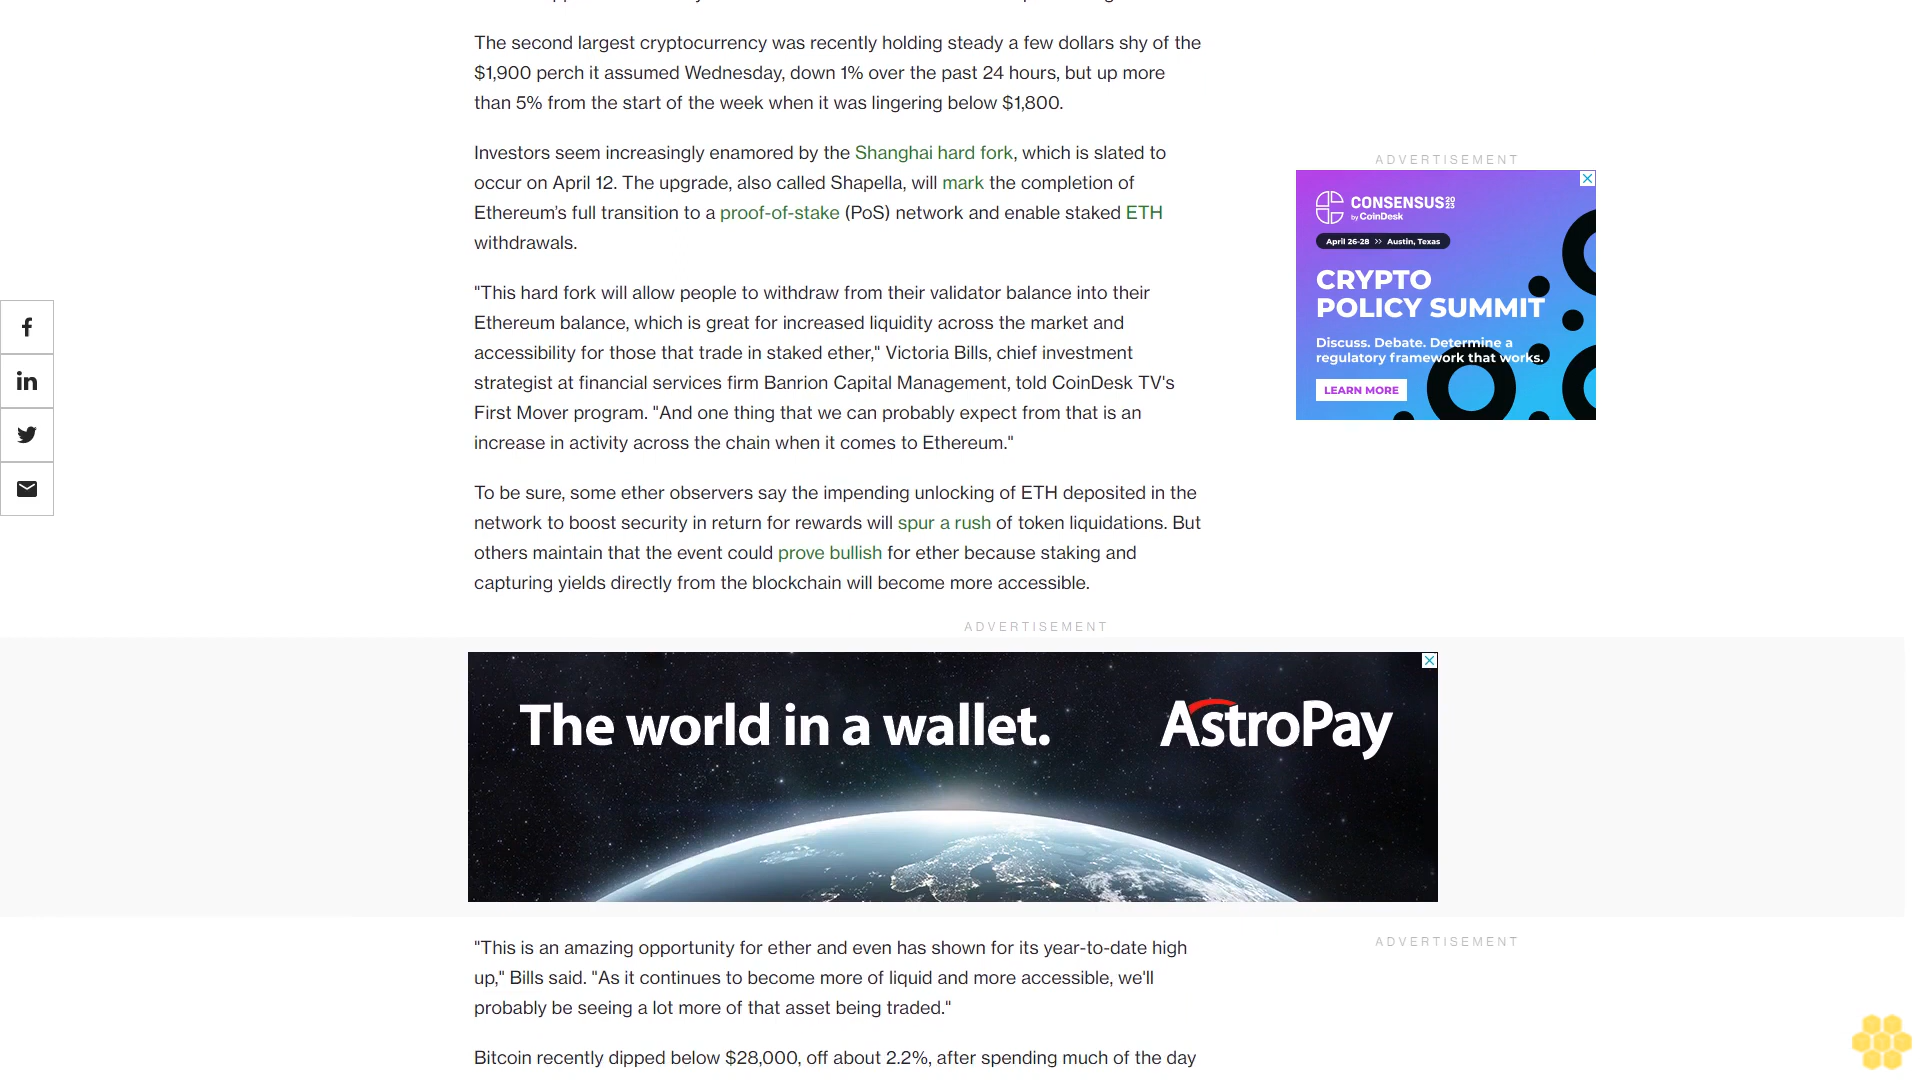 The second largest cryptocurrency was recently holding steady a few dollars shy of the
$1,900 perch it assumed Wednesday, down 1% over the past 24 hours, but up more
than 5% from the start of the week when it was lingering below $1,800.
Investors seem increasingly enamored by the Shanghai hard fork, which is slated to
occur on April 12. The upgrade, also called Shapella, will mark the completion of
Ethereum's full transition to a proof-of-stake (PoS) network and enable staked ETH
withdrawals.
"This hard fork will allow people to withdraw from their validator balance into their
Ethereum balance, which is great for increased liquidity across the market and
accessibility for those that trade in staked ether," Victoria Bills, chief investment
strategist at financial services firm Banrion Capital Management, told CoinDesk TV's
First Mover program. "And one thing that we can probably expect from that is an
increase in activity across the chain when it comes to Ethereum."
To be sure, some ether observers say the impending unlocking of ETH deposited in the
network to boost security in return for rewards will spur a rush of token liquidations. But
others maintain that the event could prove bullish for ether because staking and
capturing yields directly from the blockchain will become more accessible.
ADVERTISEMENT
CONSENSUS 2023
by CoinDesk
April 26-28 >> Austin, Texas
CRYPTO
POLICY SUMMIT
Discuss. Debate. Determine a
regulatory framework that works.
LEARN MORE
ADVERTISEMENT
The world in a wallet. AstroPay
"This is an amazing opportunity for ether and even has shown for its year-to-date high
up," Bills said. "As it continues to become more of liquid and more accessible, we'll
probably be seeing a lot more of that asset being traded."
Bitcoin recently dipped below $28,000, off about 2.2%, after spending much of the day
ADVERTISEMENT